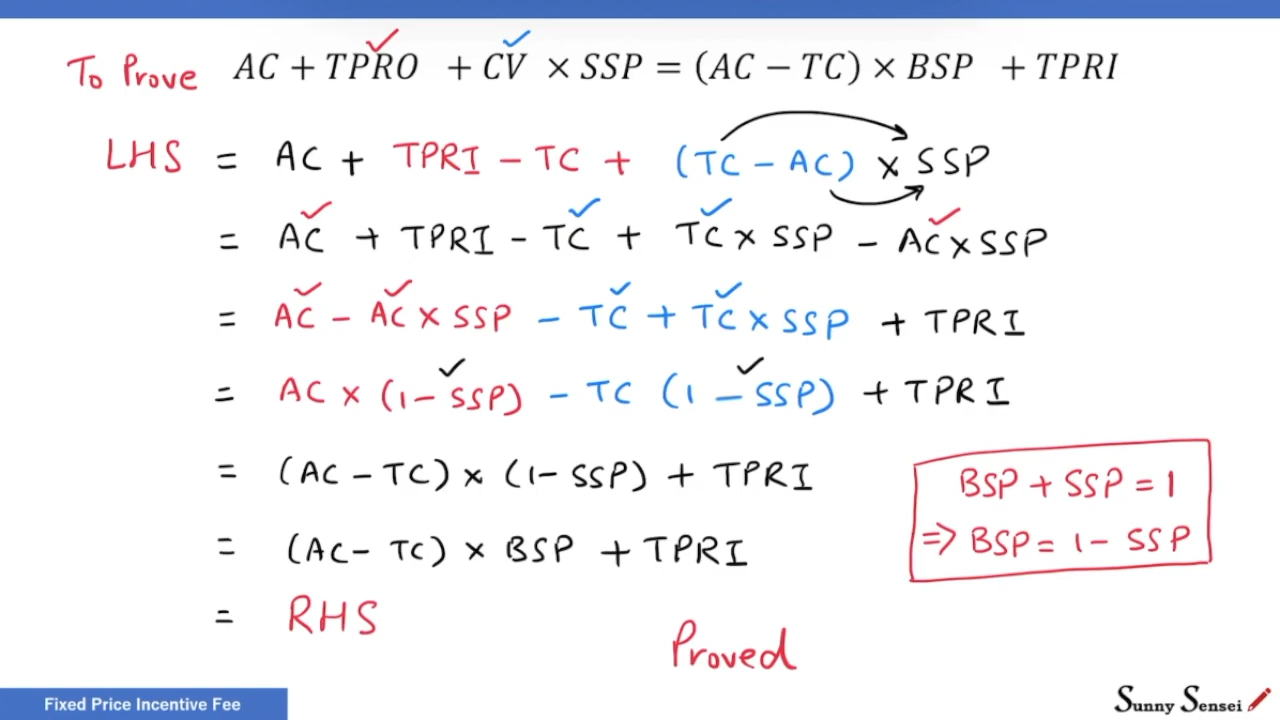 To Prove AC + TPRO + CV × SSP = (AC − TC) × BSP + TPRI
LHS = AC + TPRI − TC + (TC − AC) × SSP
= AC + TPRI − TC + TC × SSP − AC × SSP
= AC − AC × SSP − TC + TC × SSP + TPRI
= AC × (1 − SSP) − TC (1 − SSP) + TPRI
= (AC − TC) × (1 − SSP) + TPRI
BSP + SSP = 1
= (AC − TC) × BSP + TPRI
⇒ BSP = 1 − SSP
= RHS
Proved
Fixed Price Incentive Fee
Sunny Sensei